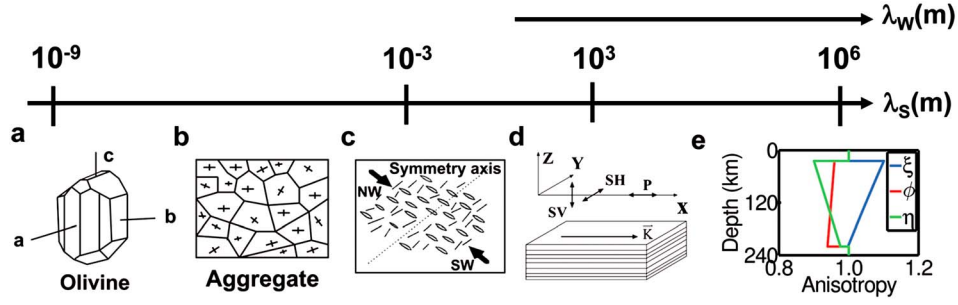 λW(m)
10-9 10-3 103 106
λS(m)
a b c d e
c
a
b
Olivine
Aggregate
Symmetry axis
NW
SW
Z
Y
SH
P
SV
X
K
0
120
240
Depth (km)
ξ
ϕ
η
0.8 1.0 1.2
Anisotropy